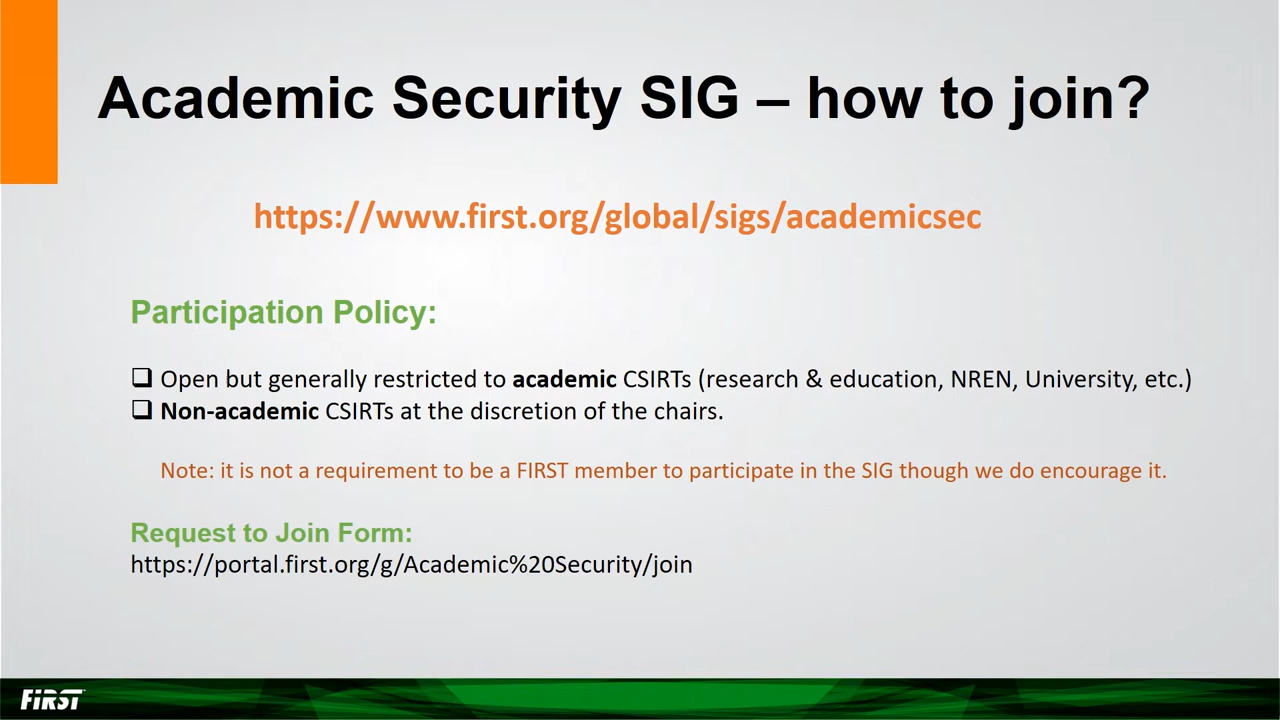 Academic Security SIG – how to join?
https://www.first.org/global/sigs/academicsec
Participation Policy:
❑ Open but generally restricted to academic CSIRTs (research & education, NREN, University, etc.)
❑ Non-academic CSIRTs at the discretion of the chairs.
Note: it is not a requirement to be a FIRST member to participate in the SIG though we do encourage it.
Request to Join Form:
https://portal.first.org/g/Academic%20Security/join
FiRST